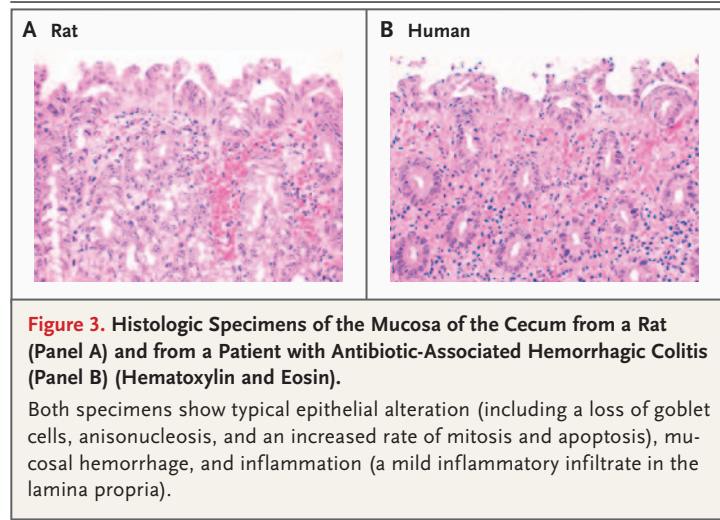 A Rat
B Human
Figure 3. Histologic Specimens of the Mucosa of the Cecum from a Rat
(Panel A) and from a Patient with Antibiotic-Associated Hemorrhagic Colitis
(Panel B) (Hematoxylin and Eosin).
Both specimens show typical epithelial alteration (including a loss of goblet
cells, anisonucleosis, and an increased rate of mitosis and apoptosis), mu-
cosal hemorrhage, and inflammation (a mild inflammatory infiltrate in the
lamina propria).